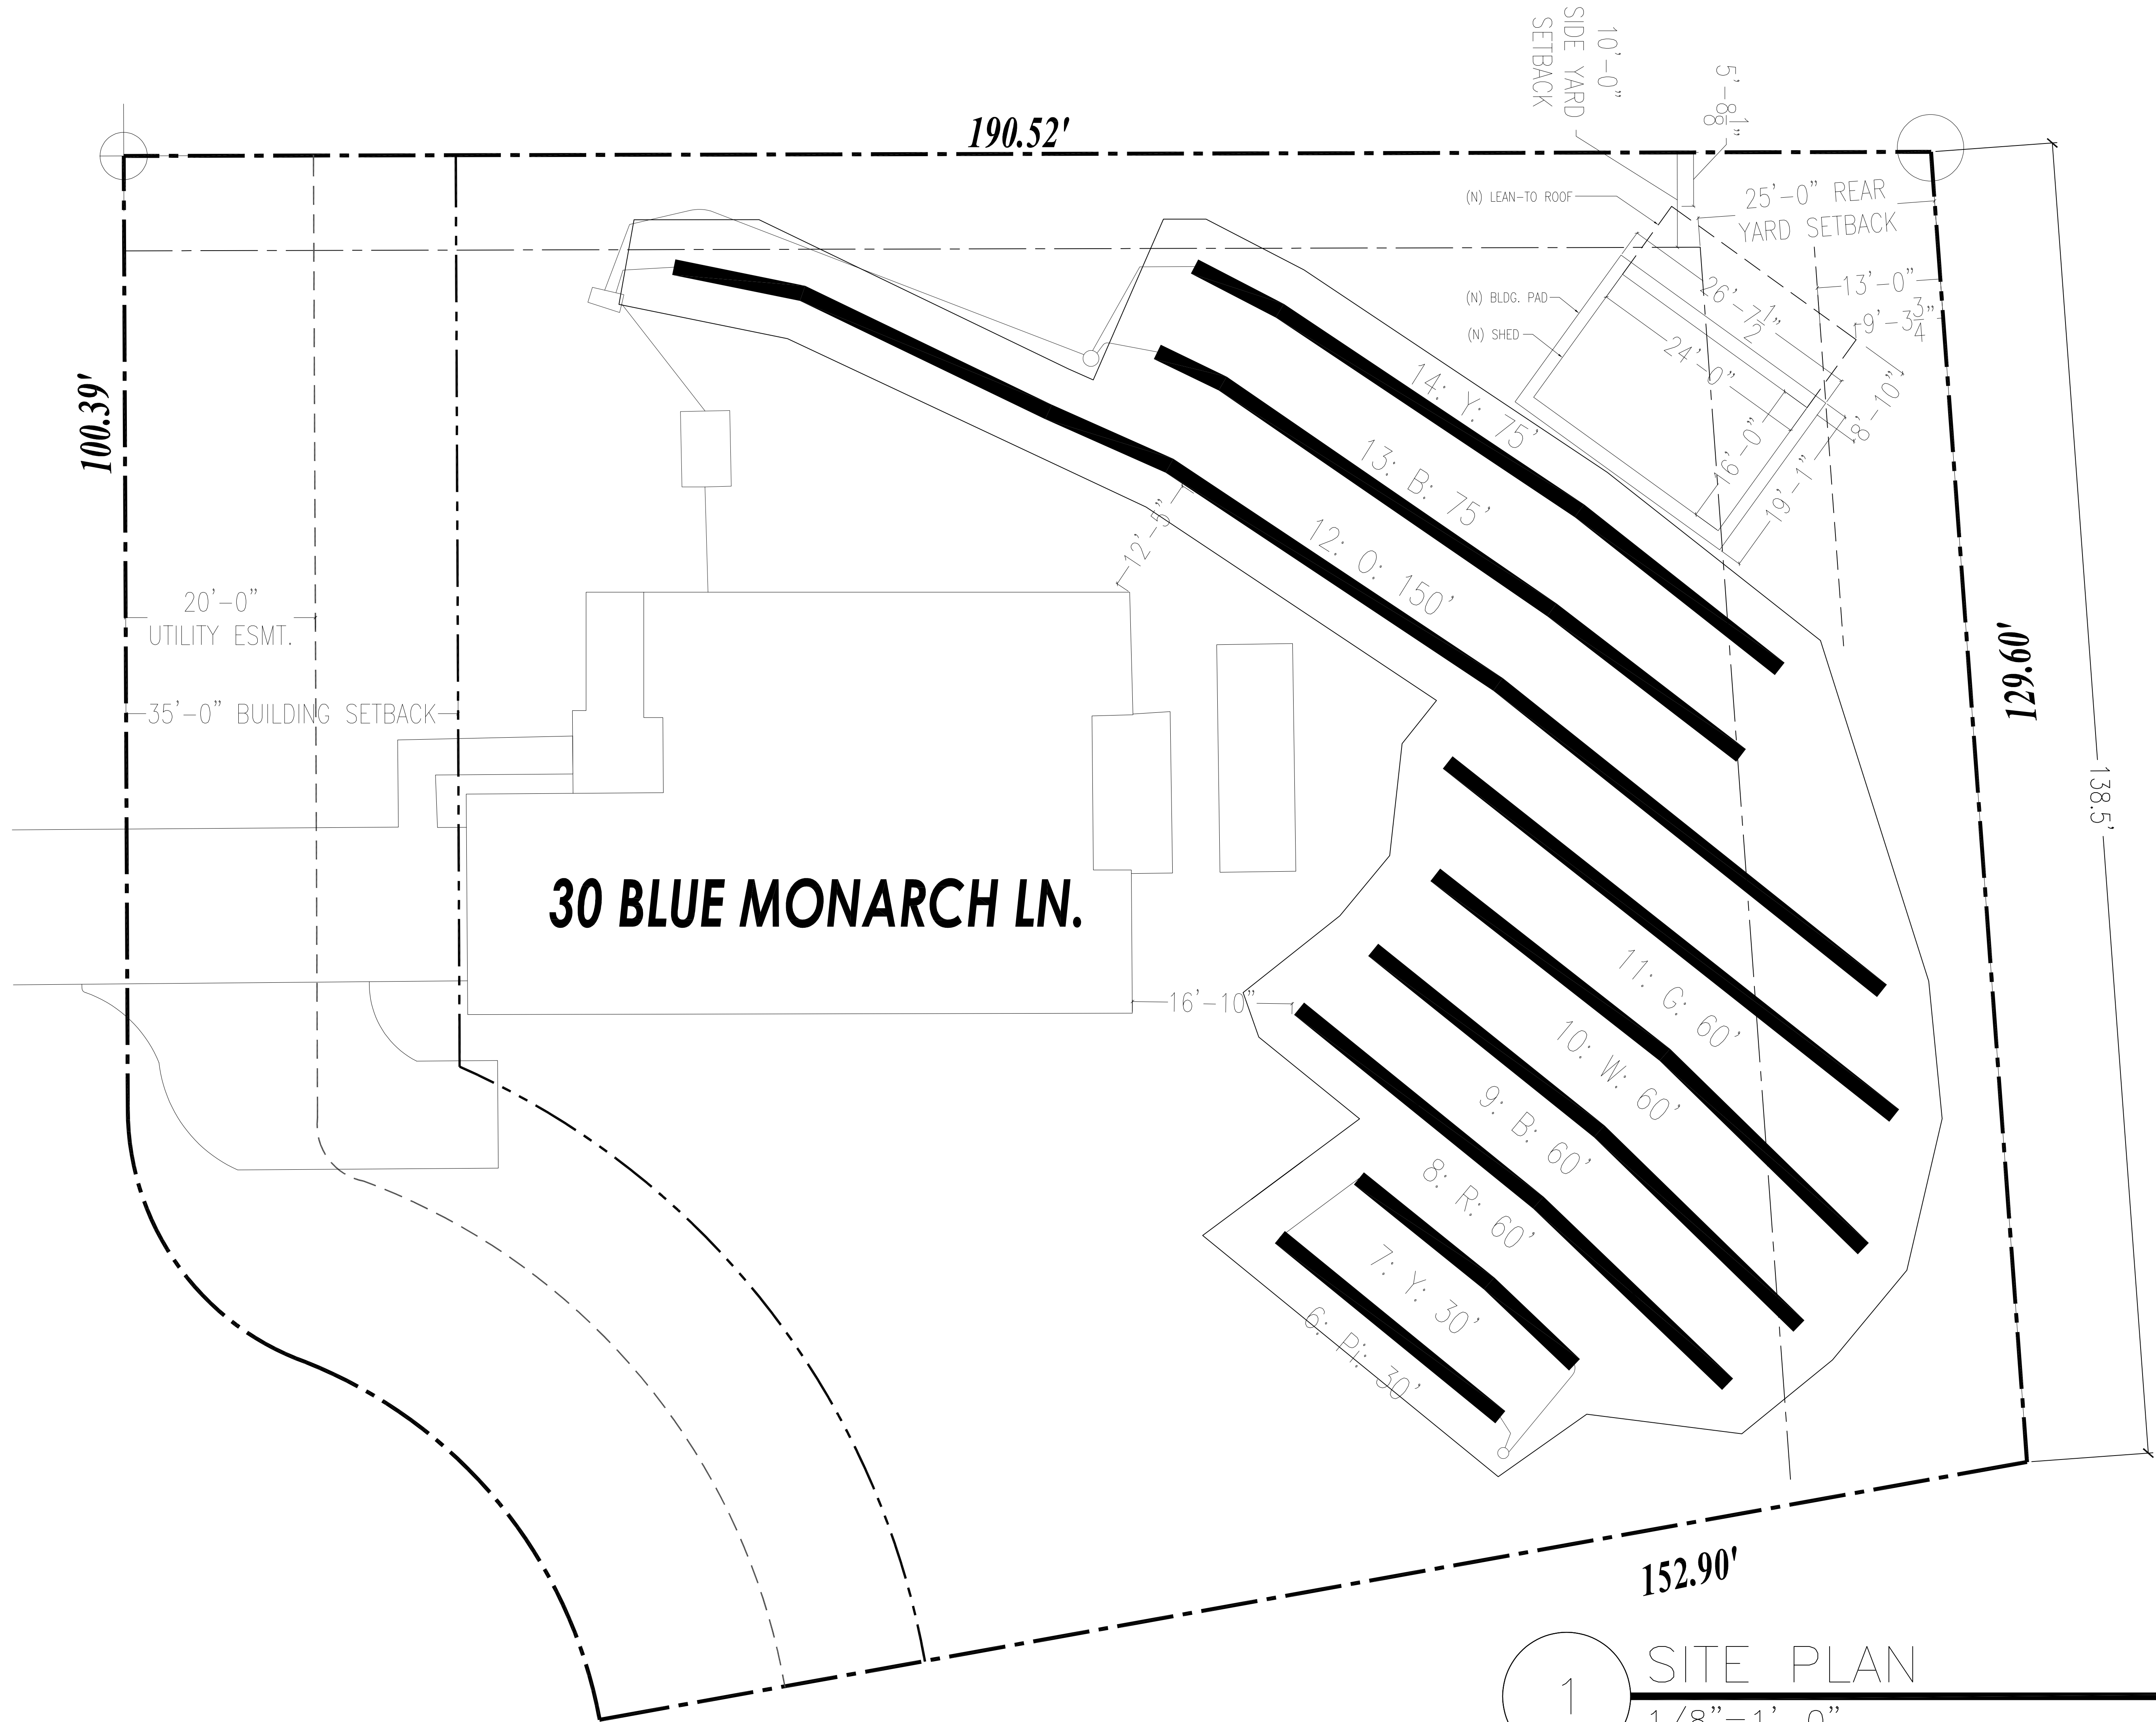 10'-0"
SIDE YARD
SETBACK
5'-8 1/8"
190.52'
(N) LEAN-TO ROOF
25'-0" REAR
YARD SETBACK
13'-0"
9'-3 3/4"
(N) BLDG. PAD
(N) SHED
26'-7 1/2"
24'-0"
16'-0"
19'-1"
8'-10"
100.39'
14: Y: 75'
13: B: 75'
12: O: 150'
12'-5"
20'-0"
UTILITY ESMT.
35'-0" BUILDING SETBACK
129.60'
138.5'
30 BLUE MONARCH LN.
16'-10"
11: G: 60'
10: W: 60'
9: B: 60'
8: R: 60'
7: Y: 30'
6: P: 30'
152.90'
1
SITE PLAN
1/8"=1'-0"